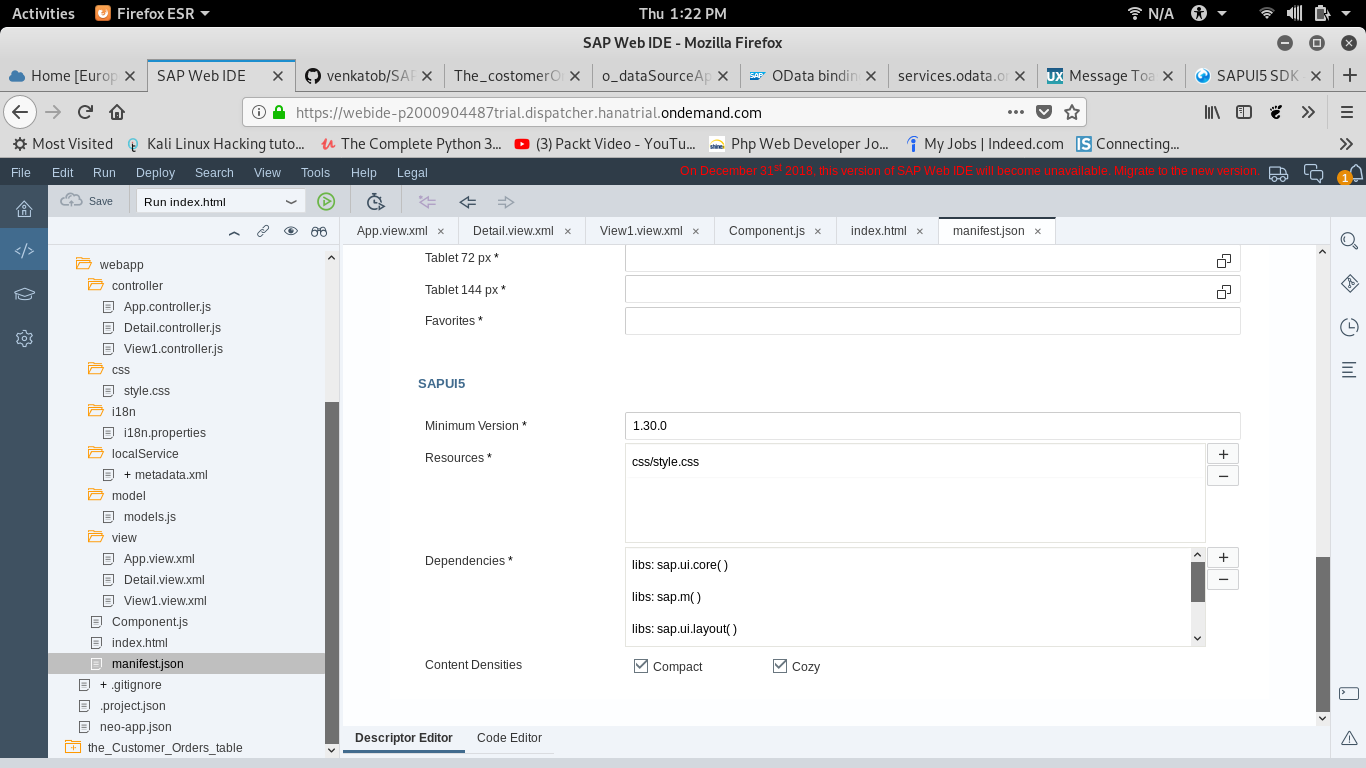 Activities Firefox ESR Thu 1:22 PM N/A
SAP Web IDE - Mozilla Firefox
Home [Europ SAP Web IDE venkatob/SAP The_costomerO o_dataSourceAp OData bindin services.odata.or Message Toa SAPUI5 SDK
https://webide-p2000904487trial.dispatcher.hanatrial.ondemand.com
Most Visited Kali Linux Hacking tuto... The Complete Python 3... (3) Packt Video - YouTu... Php Web Developer Jo... My Jobs | Indeed.com Connecting...
File Edit Run Deploy Search View Tools Help Legal On December 31st 2018, this version of SAP Web IDE will become unavailable. Migrate to the new version. 1
Save Run index.html
App.view.xml × Detail.view.xml × View1.view.xml × Component.js × index.html × manifest.json ×
webapp
controller
App.controller.js
Detail.controller.js
View1.controller.js
css
style.css
i18n
i18n.properties
localService
+ metadata.xml
model
models.js
view
App.view.xml
Detail.view.xml
View1.view.xml
Component.js
index.html
manifest.json
+ .gitignore
.project.json
neo-app.json
the_Customer_Orders_table
Tablet 72 px *
Tablet 144 px *
Favorites *
SAPUI5
Minimum Version * 1.30.0
Resources * css/style.css
Dependencies * libs: sap.ui.core( )
libs: sap.m( )
libs: sap.ui.layout( )
Content Densities Compact Cozy
Descriptor Editor Code Editor